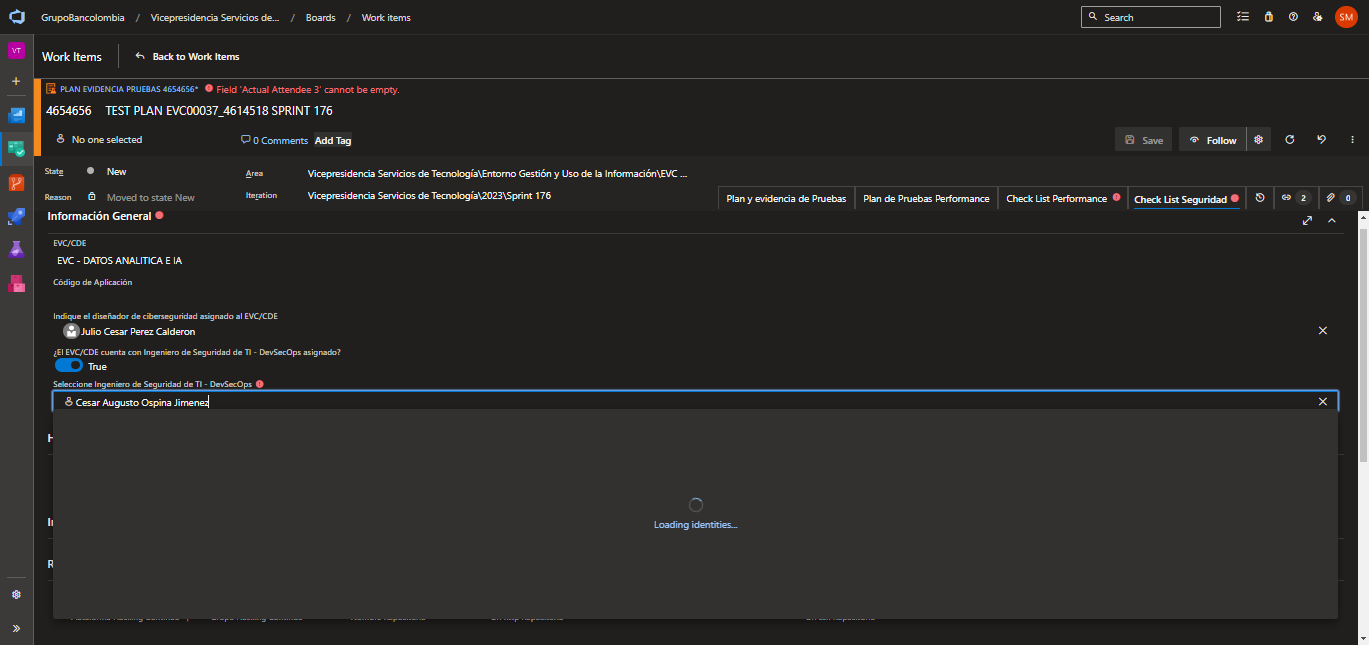 GrupoBancolombia / Vicepresidencia Servicios de... / Boards / Work items
Search
SM
VT
Work Items
Back to Work Items
PLAN EVIDENCIA PRUEBAS 4654656* Field 'Actual Attendee 3' cannot be empty.
4654656 TEST PLAN EVC00037_4614518 SPRINT 176
No one selected
0 Comments
Add Tag
Save
Follow
State New
Area Vicepresidencia Servicios de Tecnología\Entorno Gestión y Uso de la Información\EVC ...
Reason Moved to state New
Iteration Vicepresidencia Servicios de Tecnología\2023\Sprint 176
Plan y evidencia de Pruebas
Plan de Pruebas Performance
Check List Performance
Check List Seguridad
2
0
Información General
EVC/CDE
EVC - DATOS ANALITICA E IA
Código de Aplicación
Indique el diseñador de ciberseguridad asignado al EVC/CDE
Julio Cesar Perez Calderon
¿El EVC/CDE cuenta con Ingeniero de Seguridad de TI - DevSecOps asignado?
True
Seleccione Ingeniero de Seguridad de TI - DevSecOps
Cesar Augusto Ospina Jimenez
Loading identities...